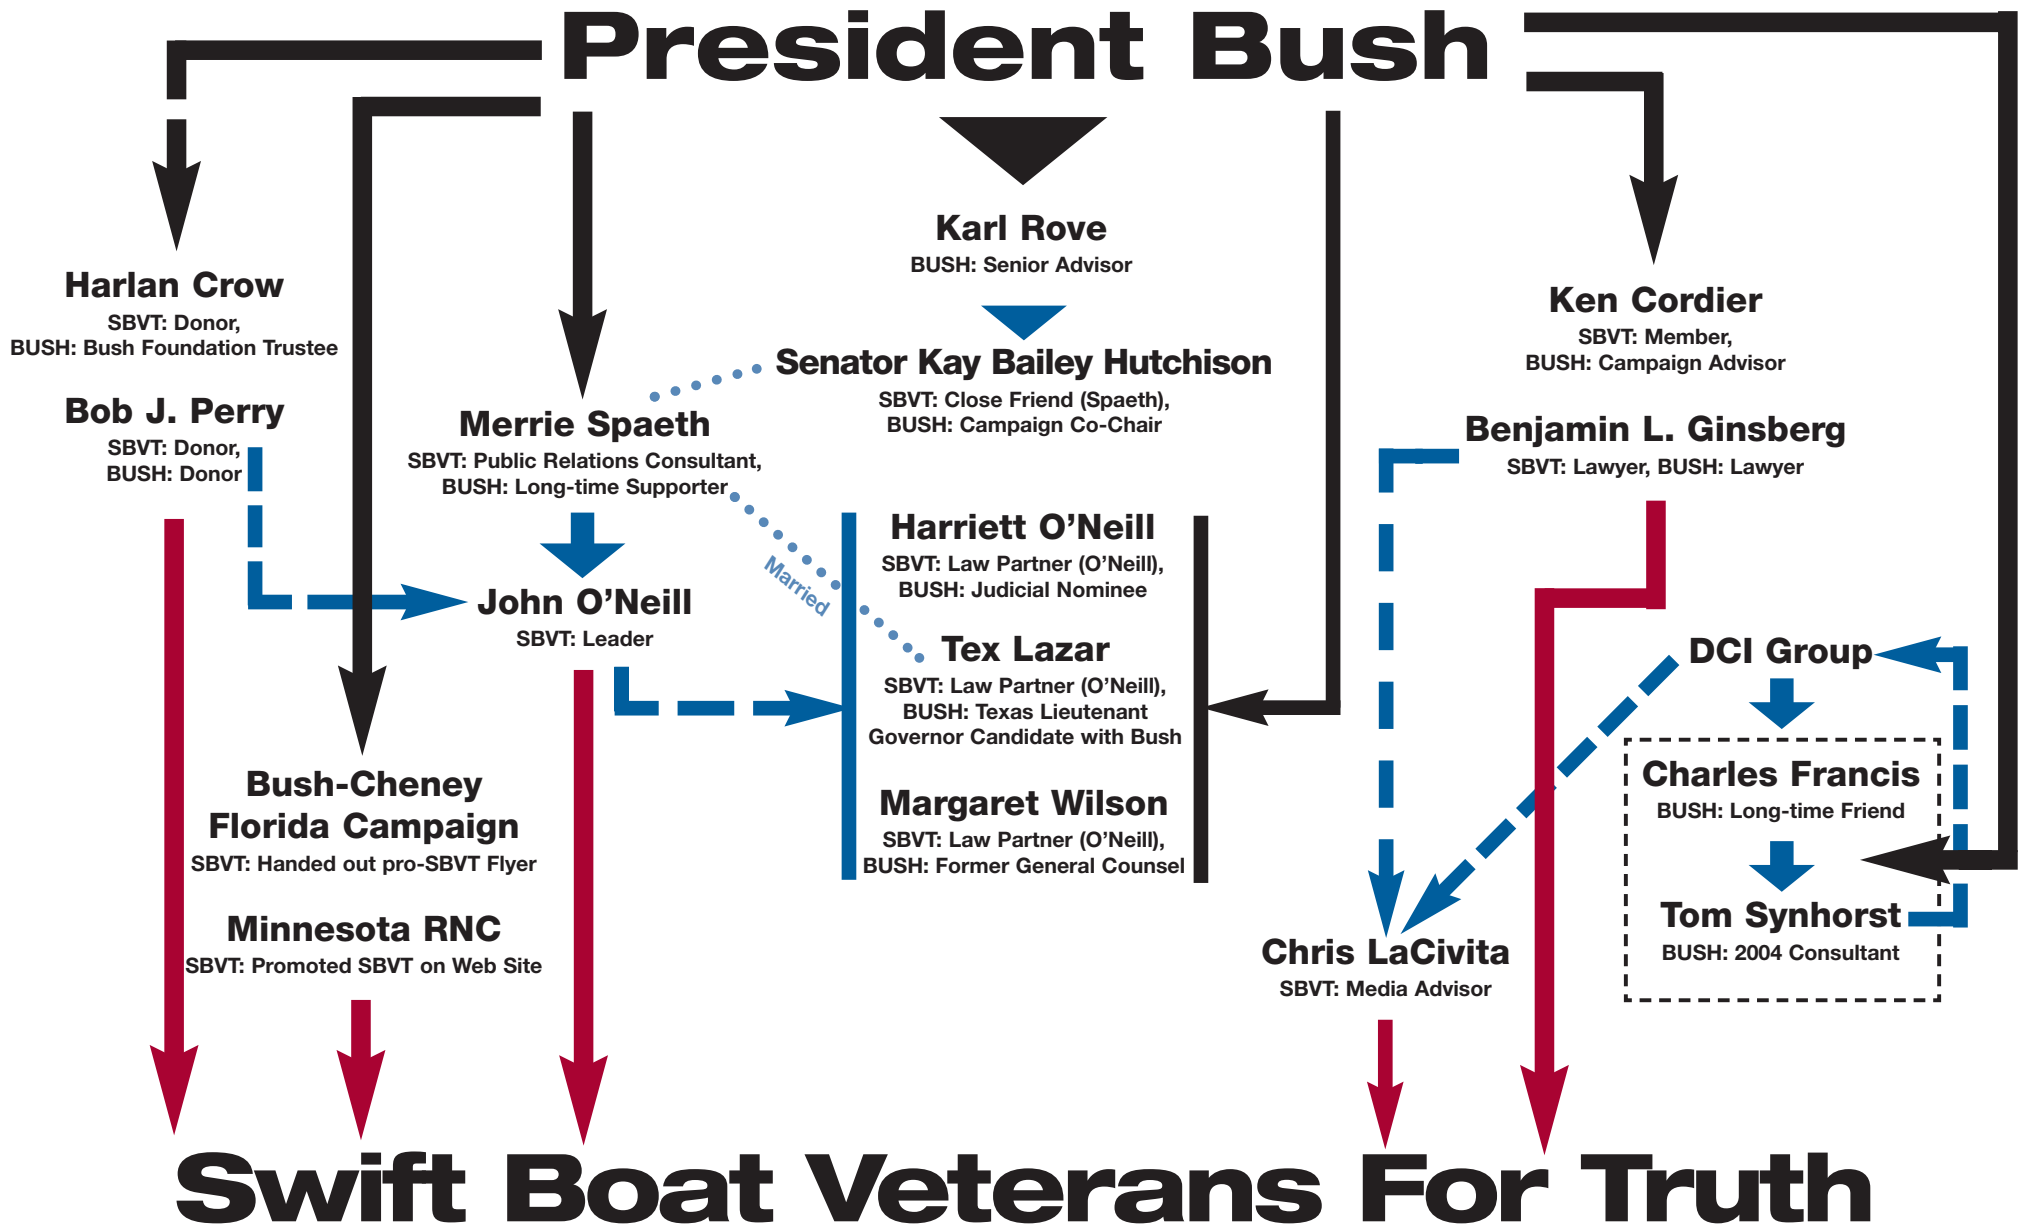 President Bush
Karl Rove
BUSH: Senior Advisor
Harlan Crow
SBVT: Donor,
BUSH: Bush Foundation Trustee
Bob J. Perry
SBVT: Donor,
BUSH: Donor
Merrie Spaeth
SBVT: Public Relations Consultant,
BUSH: Long-time Supporter
John O’Neill
SBVT: Leader
Senator Kay Bailey Hutchison
SBVT: Close Friend (Spaeth),
BUSH: Campaign Co-Chair
Married
Harriett O’Neill
SBVT: Law Partner (O’Neill),
BUSH: Judicial Nominee
Tex Lazar
SBVT: Law Partner (O’Neill),
BUSH: Texas Lieutenant
Governor Candidate with Bush
Margaret Wilson
SBVT: Law Partner (O’Neill),
BUSH: Former General Counsel
Ken Cordier
SBVT: Member,
BUSH: Campaign Advisor
Benjamin L. Ginsberg
SBVT: Lawyer, BUSH: Lawyer
DCI Group
Charles Francis
BUSH: Long-time Friend
Tom Synhorst
BUSH: 2004 Consultant
Chris LaCivita
SBVT: Media Advisor
Bush-Cheney
Florida Campaign
SBVT: Handed out pro-SBVT Flyer
Minnesota RNC
SBVT: Promoted SBVT on Web Site
Swift Boat Veterans For Truth